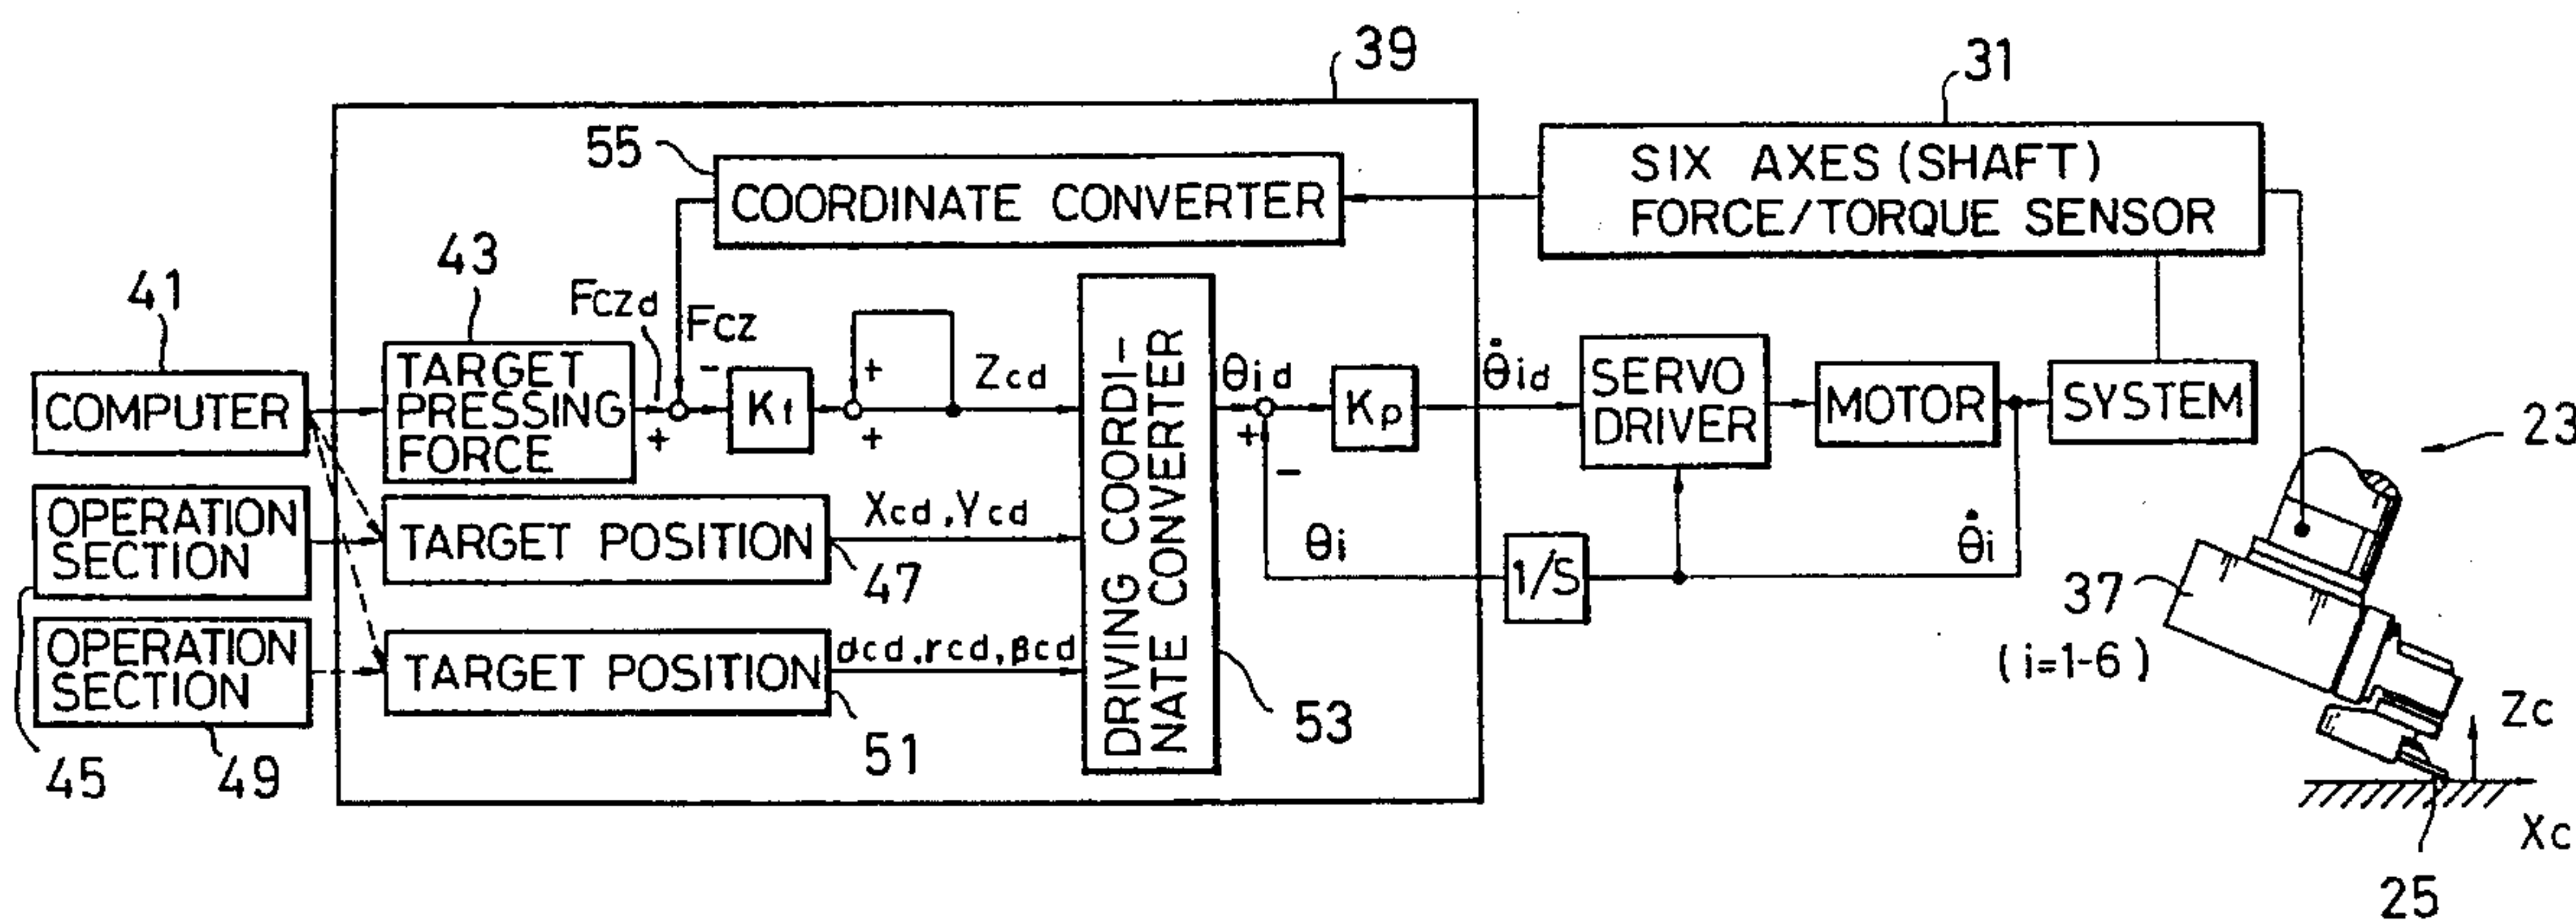 39
31
55
COORDINATE CONVERTER
SIX AXES (SHAFT)
FORCE/TORQUE SENSOR
43
41
Fczd
Fcz
COMPUTER
TARGET
PRESSING
FORCE
+
-
Kf
+
+
Zcd
DRIVING COORDI-
NATE CONVERTER
θid
+
-
Kp
θ̇id
SERVO
DRIVER
MOTOR
SYSTEM
23
OPERATION
SECTION
TARGET POSITION
Xcd, Ycd
47
θi
1/S
θ̇i
37
(i=1-6)
OPERATION
SECTION
TARGET POSITION
αcd, rcd, βcd
51
53
45
49
Zc
Xc
25